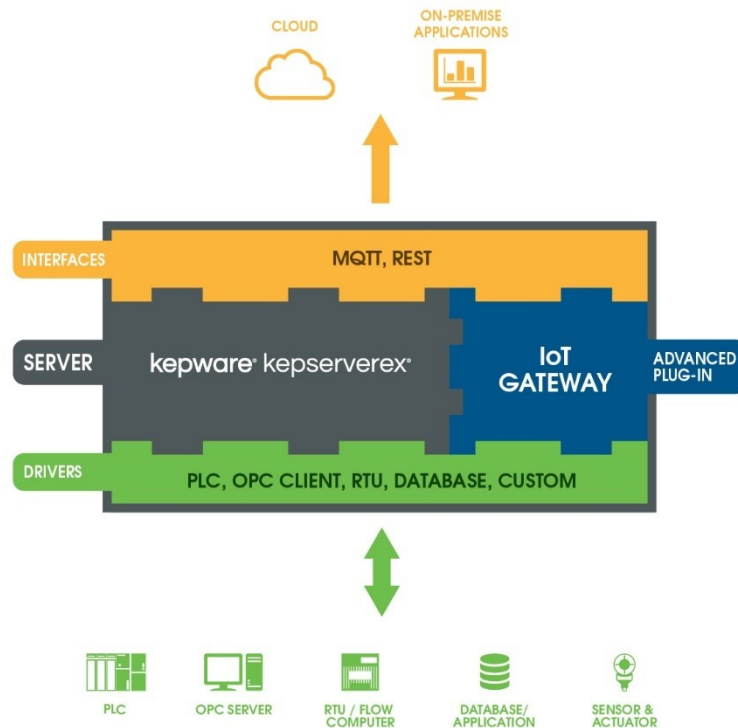 CLOUD
ON-PREMISE
APPLICATIONS
INTERFACES
MQTT, REST
SERVER
kepware® kepserverex®
IoT
GATEWAY
ADVANCED
PLUG-IN
DRIVERS
PLC, OPC CLIENT, RTU, DATABASE, CUSTOM
PLC
OPC SERVER
RTU / FLOW
COMPUTER
DATABASE/
APPLICATION
SENSOR &
ACTUATOR